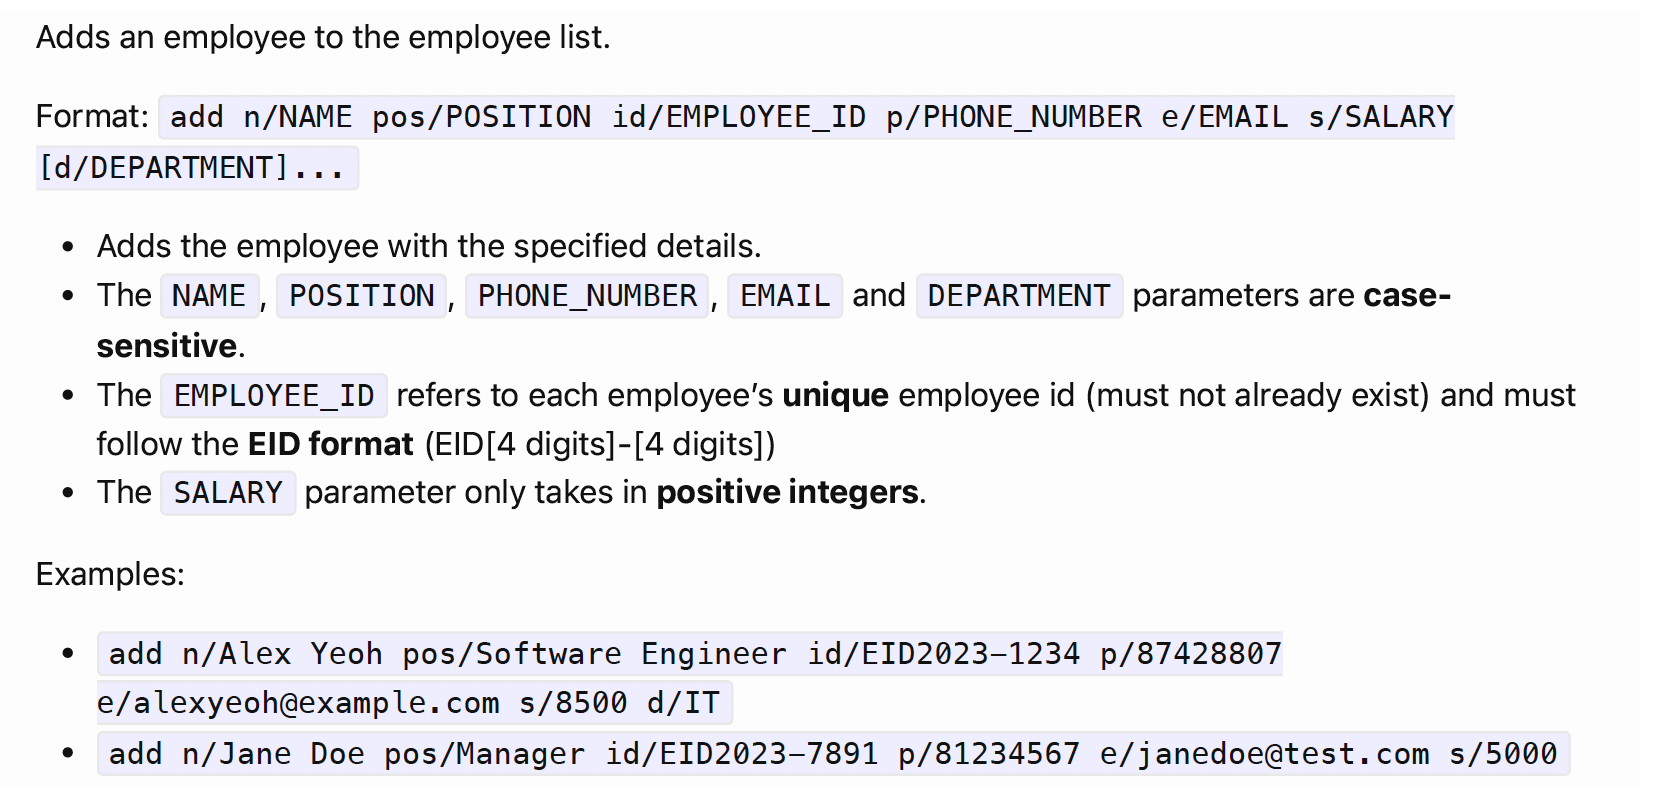 Adds an employee to the employee list.
Format: add n/NAME pos/POSITION id/EMPLOYEE_ID p/PHONE_NUMBER e/EMAIL s/SALARY
[d/DEPARTMENT]...
• Adds the employee with the specified details.
• The NAME, POSITION, PHONE_NUMBER, EMAIL and DEPARTMENT parameters are case-
sensitive.
• The EMPLOYEE_ID refers to each employee’s unique employee id (must not already exist) and must
follow the EID format (EID[4 digits]-[4 digits])
• The SALARY parameter only takes in positive integers.
Examples:
• add n/Alex Yeoh pos/Software Engineer id/EID2023-1234 p/87428807
e/alexyeoh@example.com s/8500 d/IT
• add n/Jane Doe pos/Manager id/EID2023-7891 p/81234567 e/janedoe@test.com s/5000